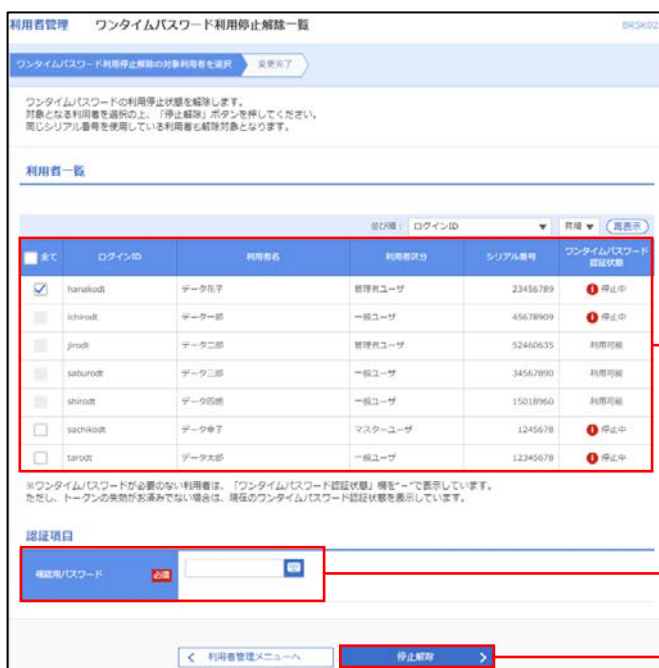 利用者管理 ワンタイムパスワード利用停止解除一覧 BRSK02
ワンタイムパスワード利用停止解除の対象利用者を選択 変更完了
ワンタイムパスワードの利用停止状態を解除します。
対象となる利用者を選択の上、「停止解除」ボタンを押してください。
同じシリアル番号を使用している利用者も解除対象となります。
利用者一覧
並び順： ログインID ▼ 昇順 ▼ 再表示
全て ログインID 利用者名 利用者区分 シリアル番号 ワンタイムパスワード
認証状態
hanakodt データ花子 管理者ユーザ 23456789 停止中
ichirodt データ一郎 一般ユーザ 45678909 停止中
jirodt データ二郎 管理者ユーザ 52460635 利用可能
saburodt データ三郎 一般ユーザ 34567890 利用可能
shirodt データ四郎 一般ユーザ 15018960 利用可能
sachikodt データ幸子 マスターユーザ 1245678 停止中
tarodt データ太郎 一般ユーザ 12345678 停止中
※ワンタイムパスワードが必要のない利用者は、「ワンタイムパスワード認証状態」欄を"－"で表示しています。
ただし、トークンの失効がお済みでない場合は、現在のワンタイムパスワード認証状態を表示しています。
認証項目
確認用パスワード 必須
利用者管理メニューへ 停止解除